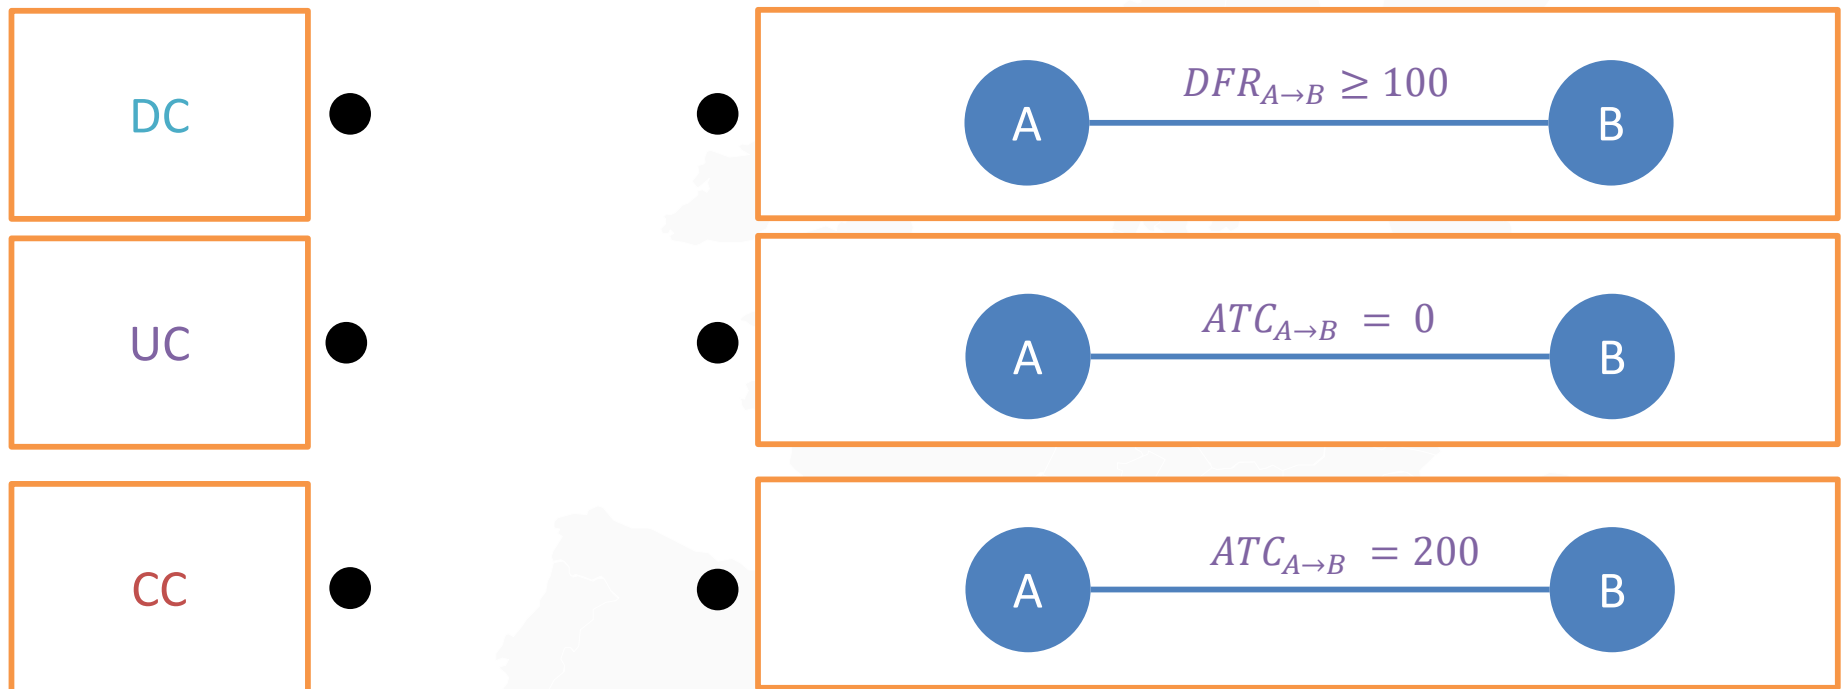 DC
A
DFR_{A→B} ≥ 100
B
UC
A
ATC_{A→B} = 0
B
CC
A
ATC_{A→B} = 200
B